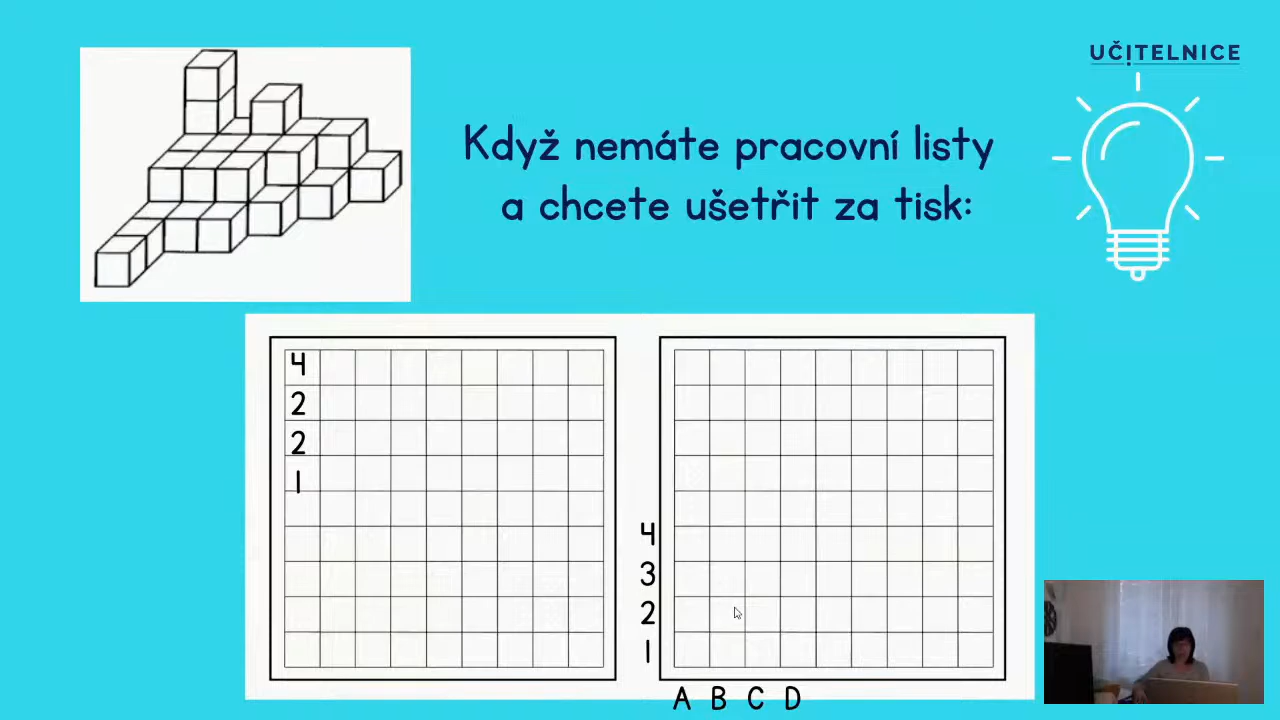 UČITELNICE
Když nemáte pracovní listy
a chcete ušetřit za tisk:
4
2
2
1
4
3
2
1
A B C D